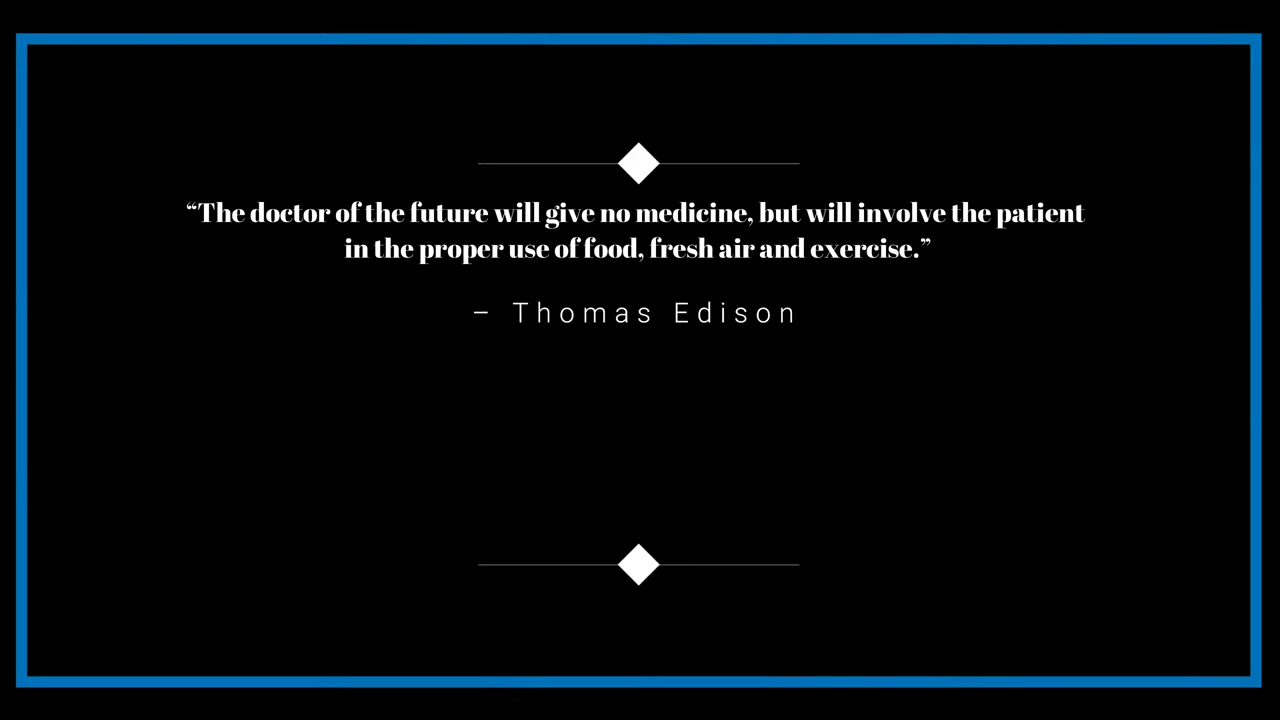 “The doctor of the future will give no medicine, but will involve the patient
in the proper use of food, fresh air and exercise.”
– Thomas Edison